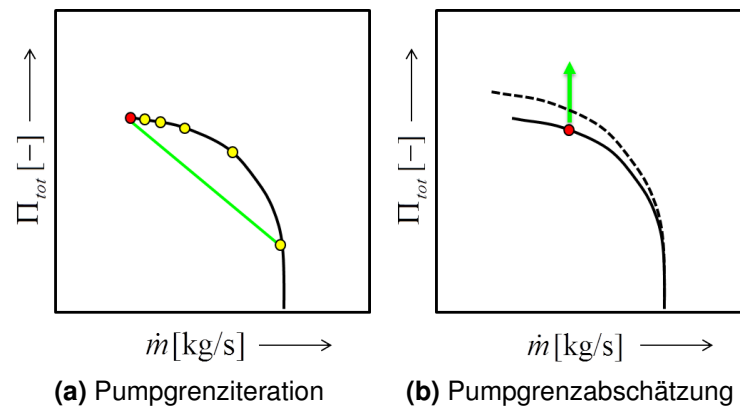 Π_tot [−]
ṁ[kg/s]
(a) Pumpgrenziteration
Π_tot [−]
ṁ[kg/s]
(b) Pumpgrenzabschätzung